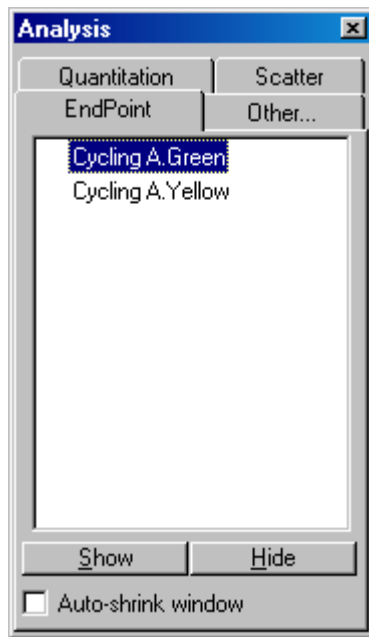 Analysis
Quantitation Scatter
EndPoint Other...
Cycling A.Green
Cycling A.Yellow
Show Hide
Auto-shrink window